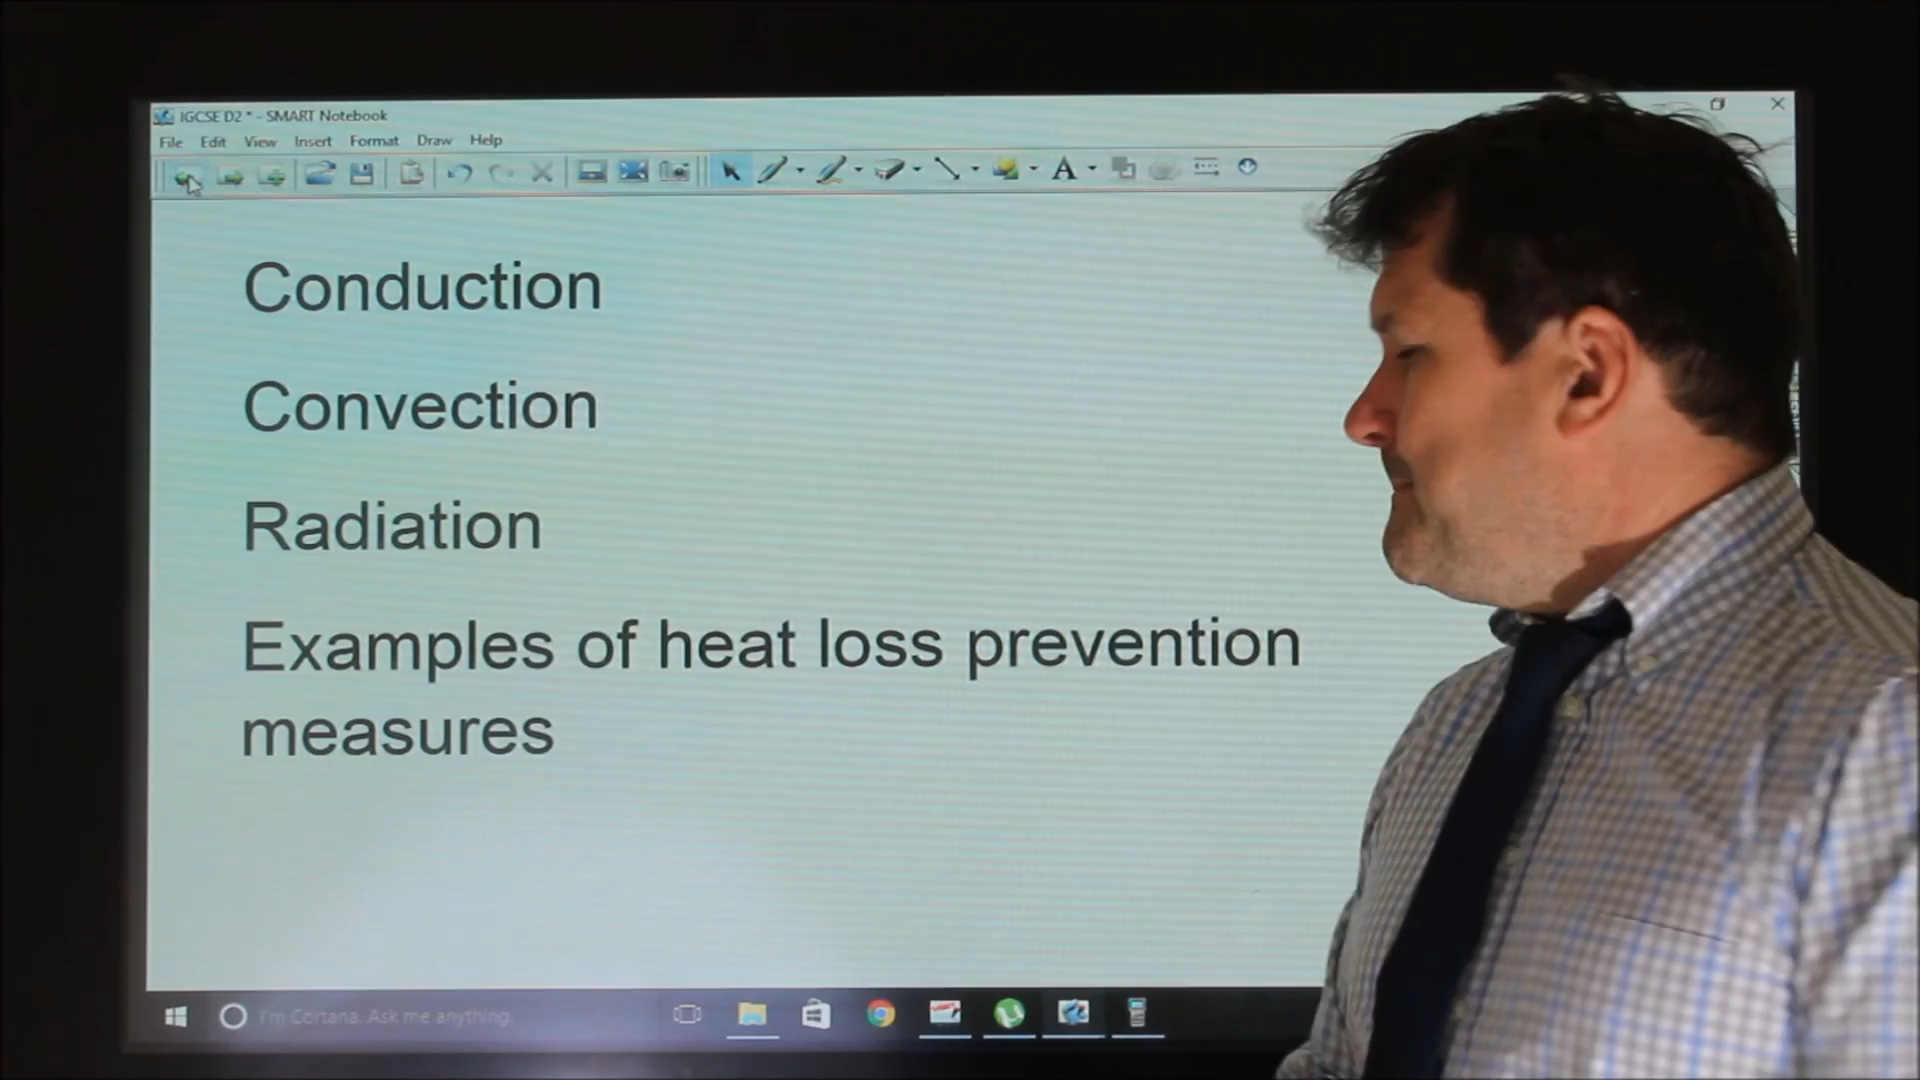 IGCSE D2 * - SMART Notebook
File Edit View Insert Format Draw Help
A
Conduction
Convection
Radiation
Examples of heat loss prevention
measures
I'm Cortana. Ask me anything.